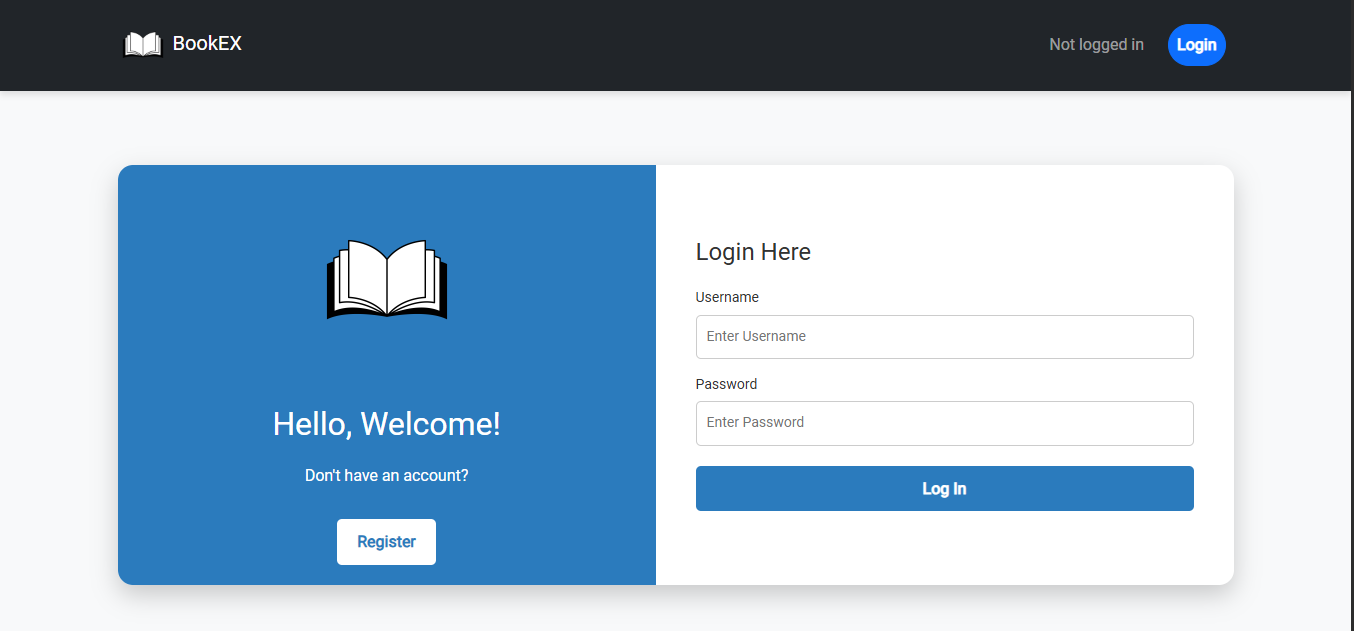 BookEX
Not logged in
Login
Hello, Welcome!
Don't have an account?
Register
Login Here
Username
Enter Username
Password
Enter Password
Log In